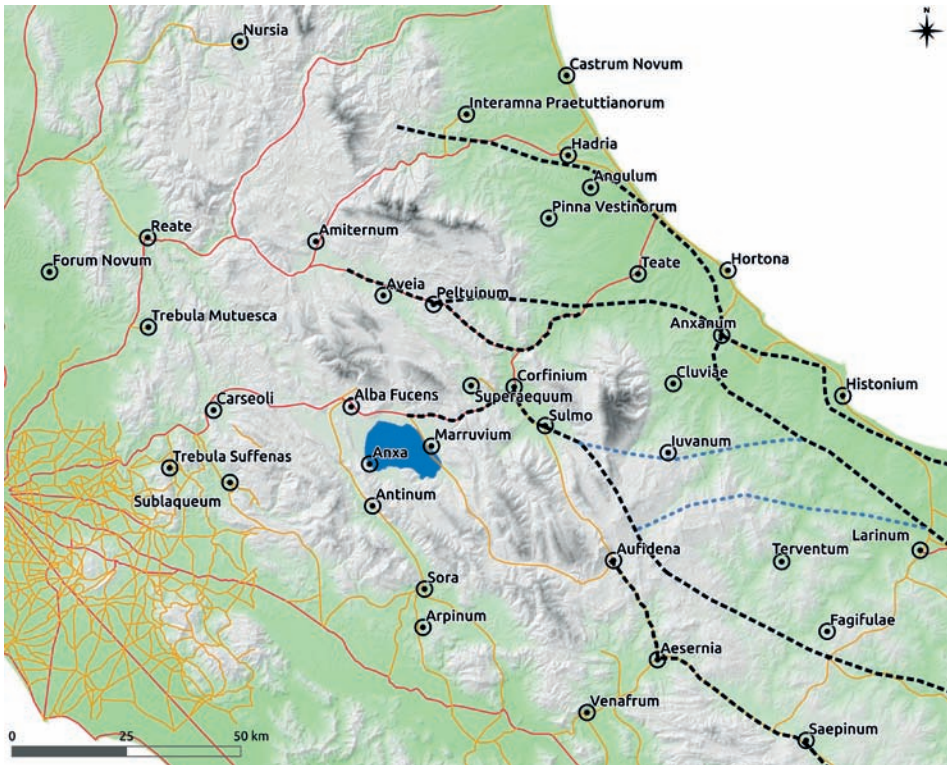 N
Nursia
Castrum Novum
Interamna Praetuttianorum
Hadria
Angulum
Pinna Vestinorum
Reate
Amiternum
Forum Novum
Teate
Hortona
Aveia
Peltuinum
Trebula Mutuesca
Anxanum
Corfinium
Cluviae
Superaequum
Histonium
Carseoli
Alba Fucens
Sulmo
Marruvium
Iuvanum
Anxa
Trebula Suffenas
Sublaqueum
Antinum
Larinum
Aufidena
Terventum
Sora
Arpinum
Fagifulae
Aesernia
Venafrum
Saepinum
0 25 50 km